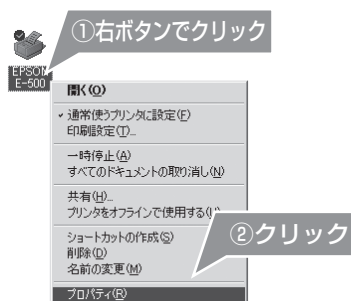 ①右ボタンでクリック
EPSON
E-500
開く(O)
✓ 通常使うプリンタに設定(F)
印刷設定(T)...
一時停止(A)
すべてのドキュメントの取り消し(N)
共有(H)...
プリンタをオフラインで使用する(U)
ショートカットの作成(S)
削除(D)
名前の変更(M)
②クリック
プロパティ(R)